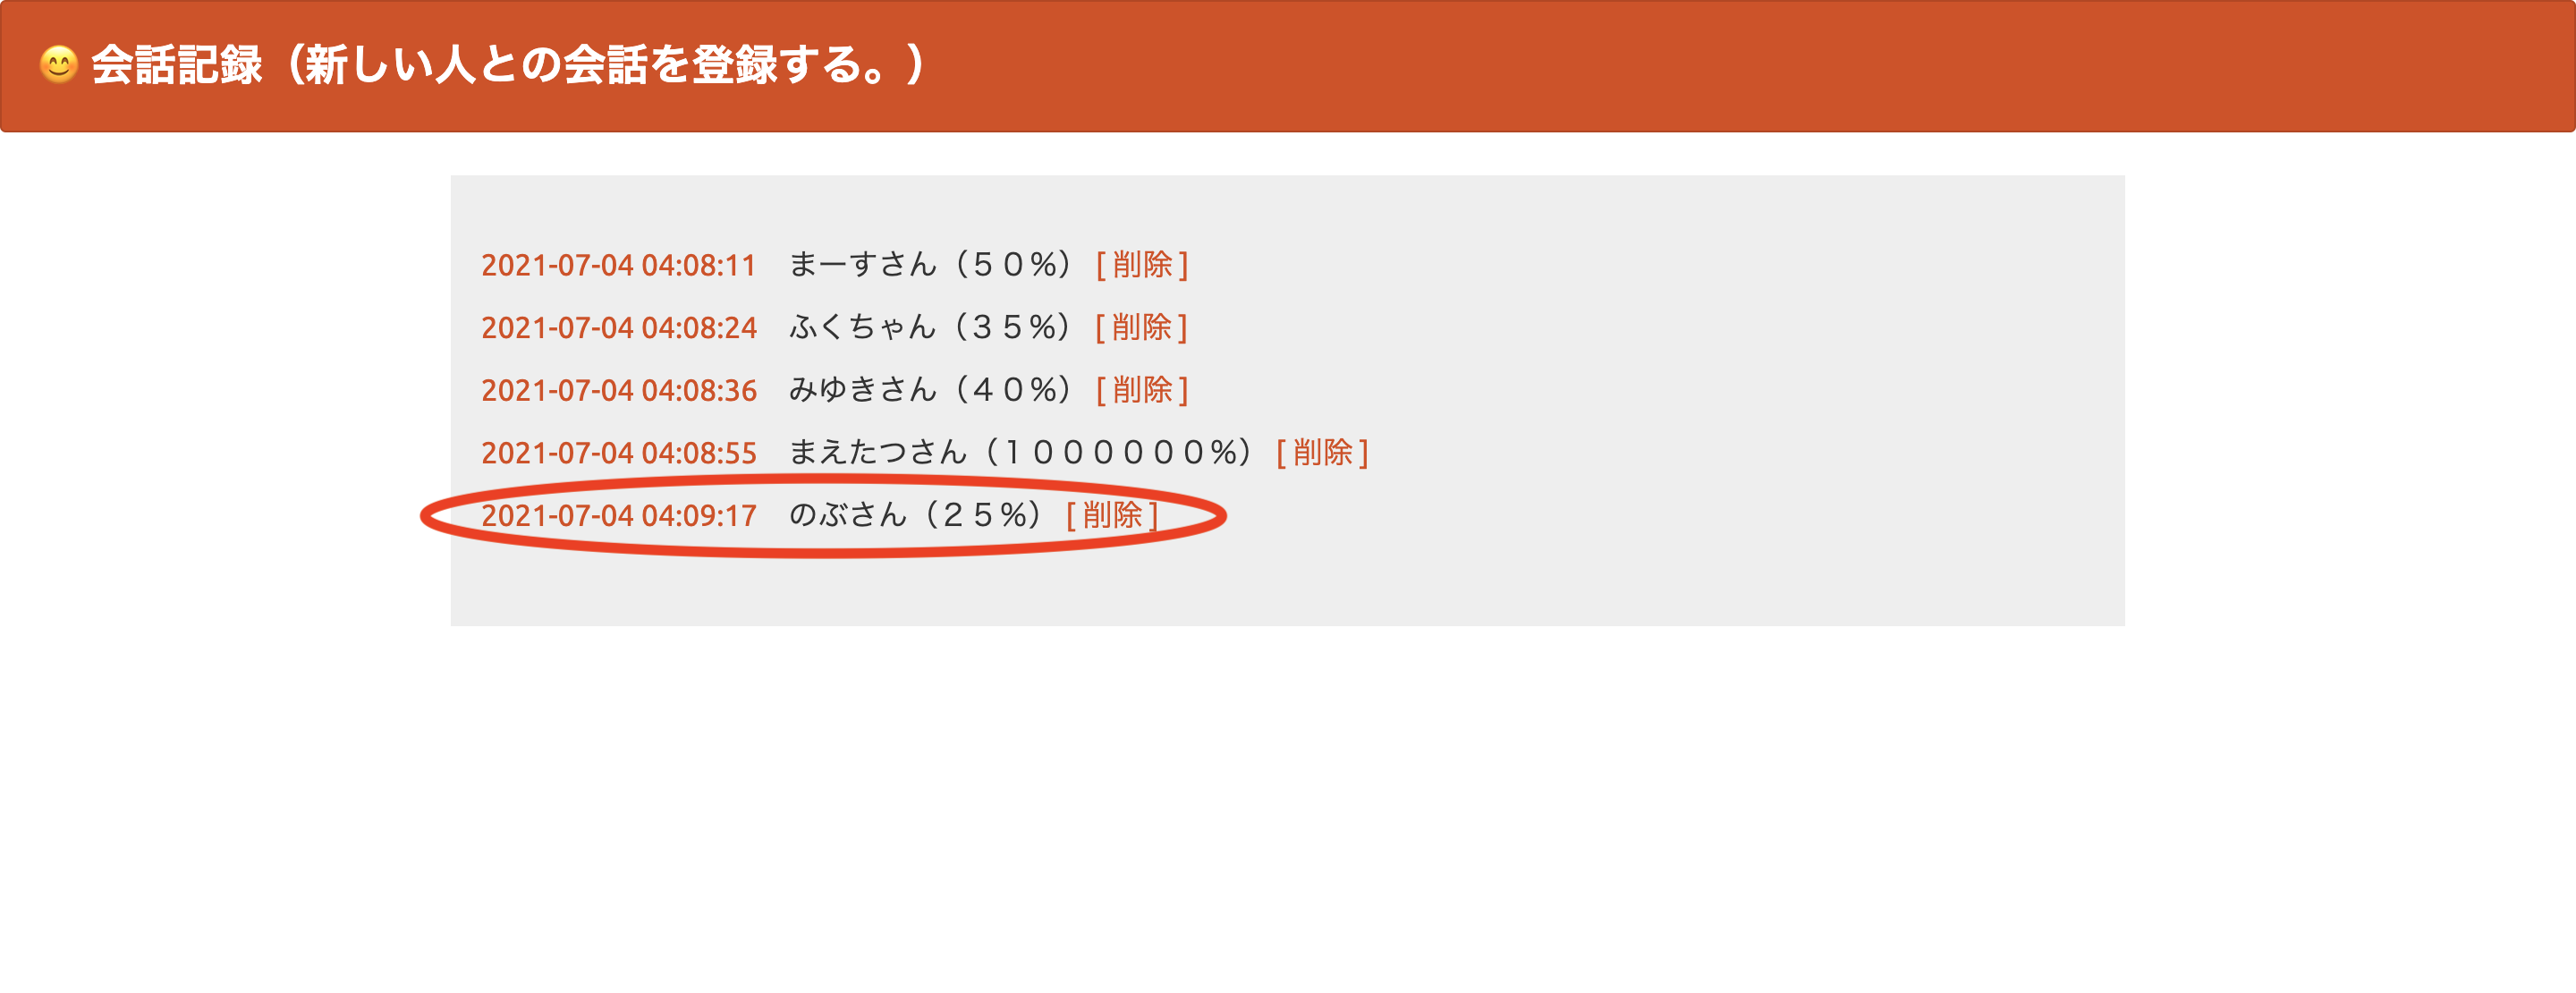 😊 会話記録（新しい人との会話を登録する。）
2021-07-04 04:08:11　まーすさん（５０%） [ 削除 ]
2021-07-04 04:08:24　ふくちゃん（３５%） [ 削除 ]
2021-07-04 04:08:36　みゆきさん（４０%） [ 削除 ]
2021-07-04 04:08:55　まえたつさん（１００００００%） [ 削除 ]
2021-07-04 04:09:17　のぶさん（２５%） [ 削除 ]